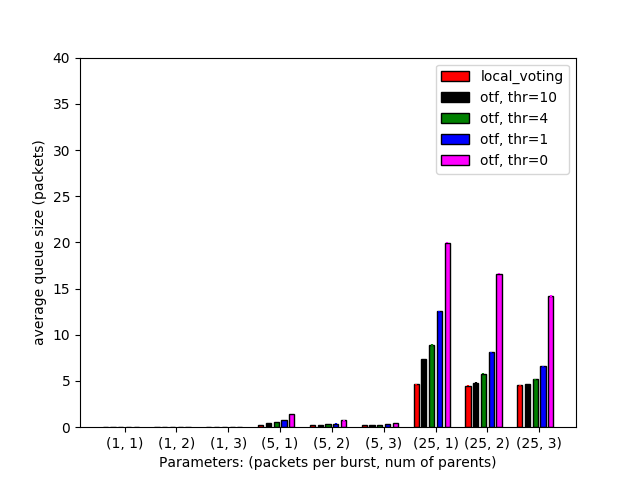 40
35
30
25
20
15
10
5
0
average queue size (packets)
local_voting
otf, thr=10
otf, thr=4
otf, thr=1
otf, thr=0
(1, 1) (1, 2) (1, 3) (5, 1) (5, 2) (5, 3) (25, 1) (25, 2) (25, 3)
Parameters: (packets per burst, num of parents)